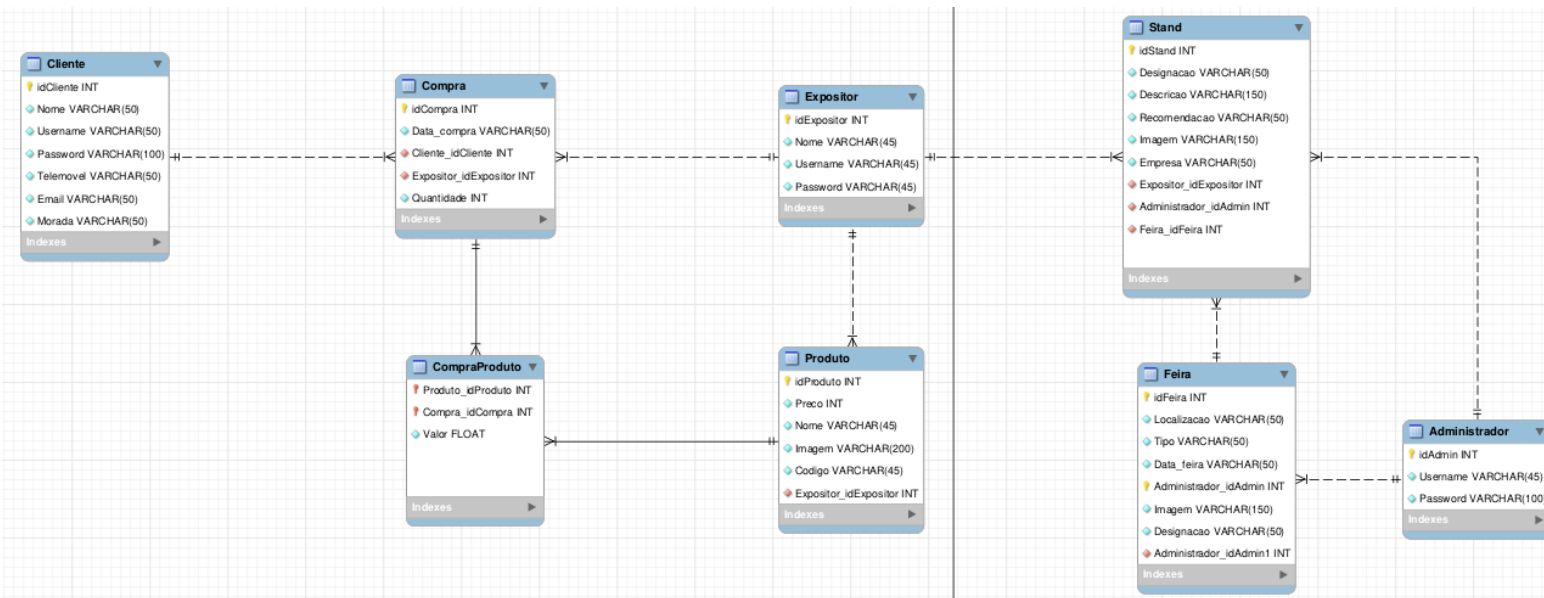 Cliente
idCliente INT
Nome VARCHAR(50)
Username VARCHAR(50)
Password VARCHAR(100)
Telemovel VARCHAR(50)
Email VARCHAR(50)
Morada VARCHAR(50)
Indexes
Compra
idCompra INT
Data_compra VARCHAR(50)
Cliente_idCliente INT
Expositor_idExpositor INT
Quantidade INT
Indexes
Expositor
idExpositor INT
Nome VARCHAR(45)
Username VARCHAR(45)
Password VARCHAR(45)
Indexes
Stand
idStand INT
Designacao VARCHAR(50)
Descricao VARCHAR(150)
Recomendacao VARCHAR(50)
Imagem VARCHAR(150)
Empresa VARCHAR(50)
Expositor_idExpositor INT
Administrador_idAdmin INT
Feira_idFeira INT
Indexes
CompraProduto
Produto_idProduto INT
Compra_idCompra INT
Valor FLOAT
Indexes
Produto
idProduto INT
Preco INT
Nome VARCHAR(45)
Imagem VARCHAR(200)
Codigo VARCHAR(45)
Expositor_idExpositor INT
Indexes
Feira
idFeira INT
Localizacao VARCHAR(50)
Tipo VARCHAR(50)
Data_feira VARCHAR(50)
Administrador_idAdmin INT
Imagem VARCHAR(150)
Designacao VARCHAR(50)
Administrador_idAdmin1 INT
Indexes
Administrador
idAdmin INT
Username VARCHAR(45)
Password VARCHAR(100
Indexes